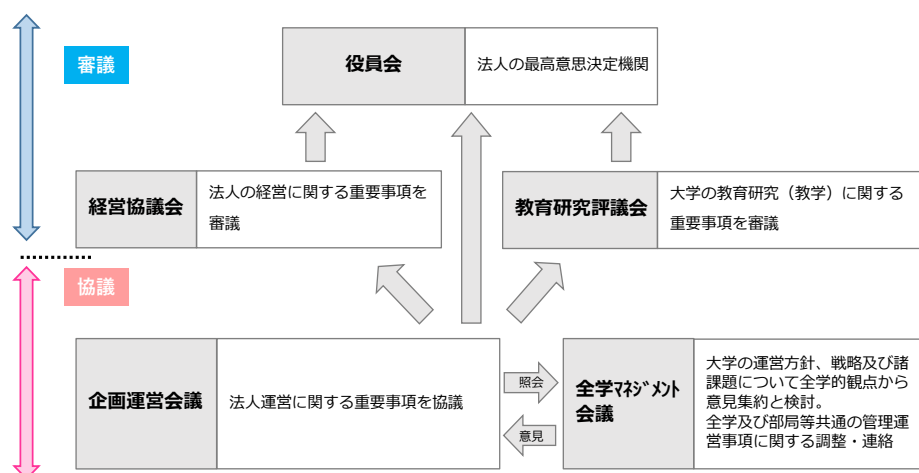 審議
役員会
法人の最高意思決定機関
経営協議会
法人の経営に関する重要事項を
審議
教育研究評議会
大学の教育研究（教学）に関する
重要事項を審議
協議
企画運営会議
法人運営に関する重要事項を協議
照会
意見
全学ﾏﾈｼﾞﾒﾝﾄ
会議
大学の運営方針、戦略及び諸
課題について全学的観点から
意見集約と検討。
全学及び部局等共通の管理運
営事項に関する調整・連絡